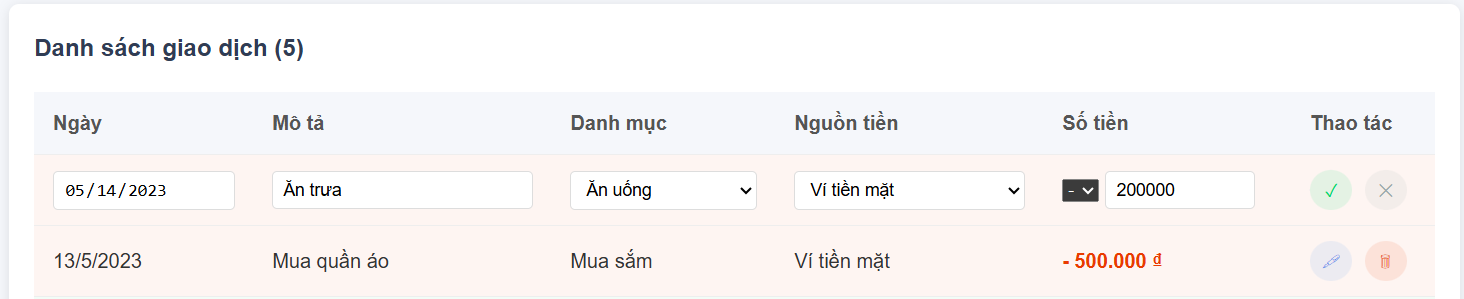 Danh sách giao dịch (5)
Ngày Mô tả Danh mục Nguồn tiền Số tiền Thao tác
05/14/2023 Ăn trưa Ăn uống Ví tiền mặt - 200000
13/5/2023 Mua quần áo Mua sắm Ví tiền mặt - 500.000 ₫